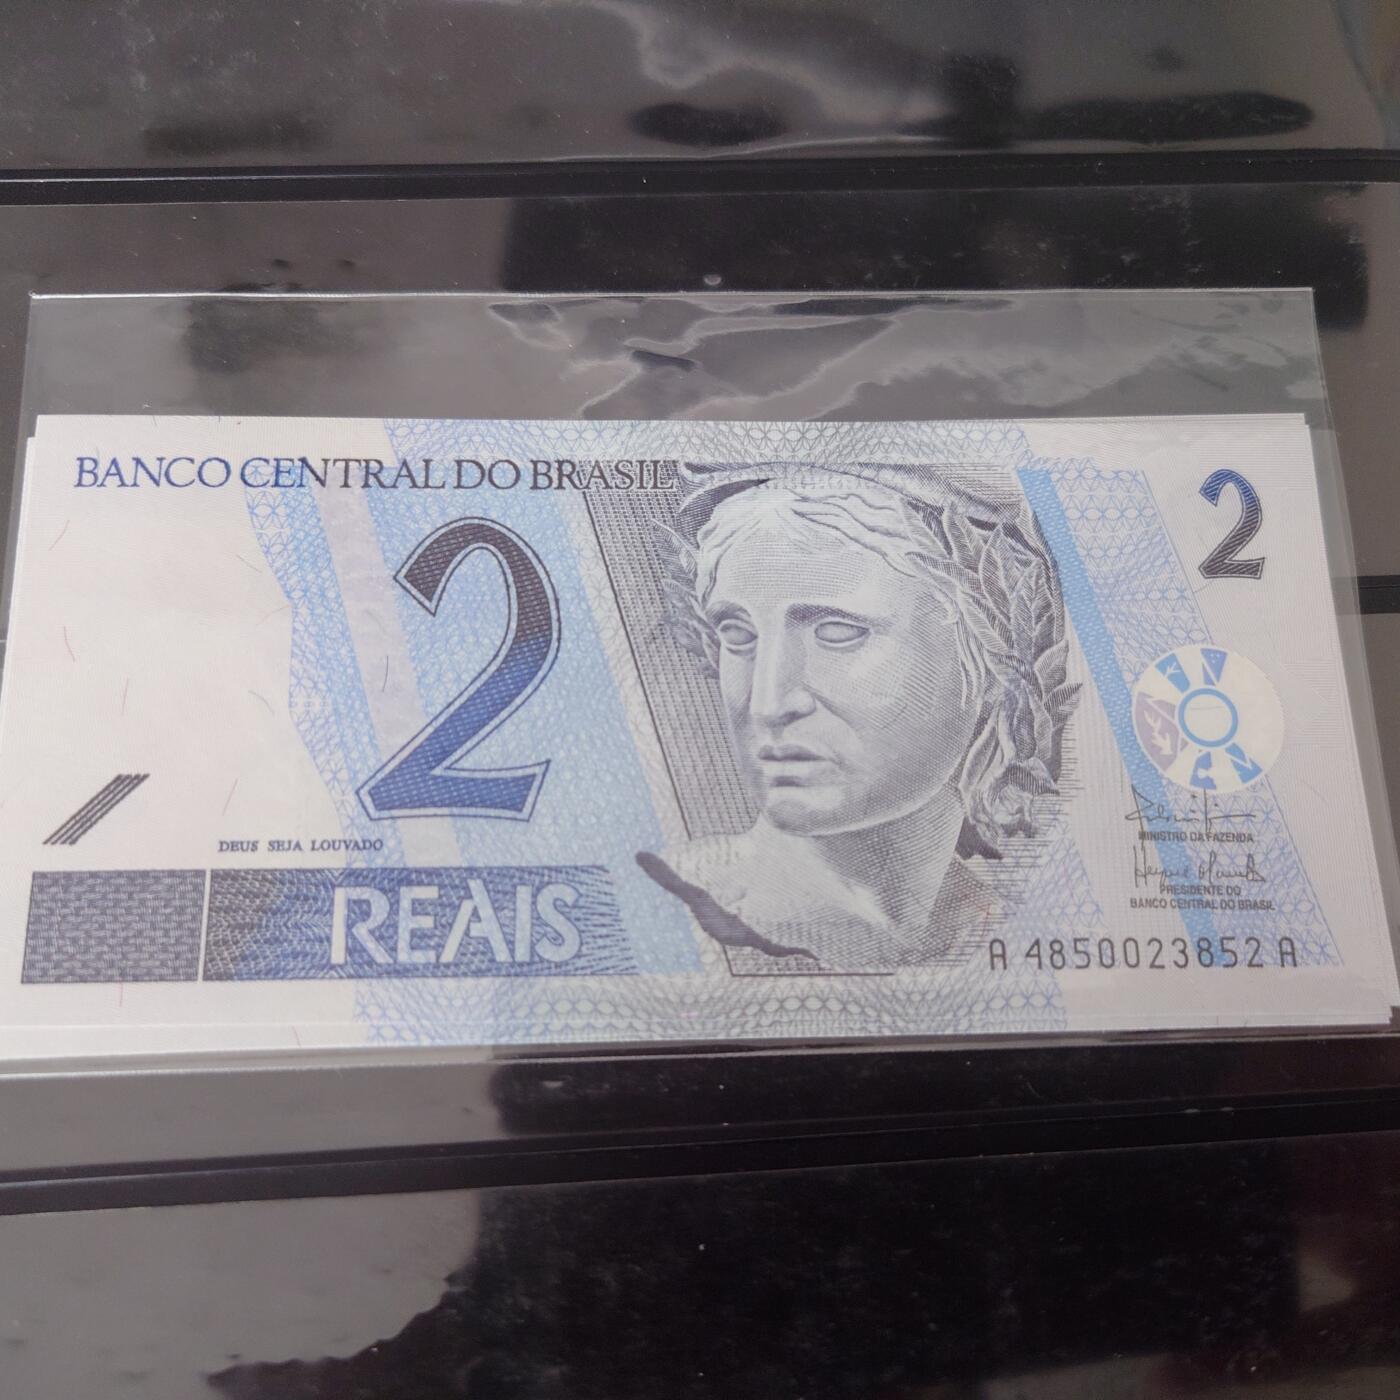 BANCO CENTRAL DO BRASIL
2
2
DEUS SEJA LOUVADO
REAIS
MINISTRO DA FAZENDA
PRESIDENTE DO
BANCO CENTRAL DO BRASIL
A 4850023852 A